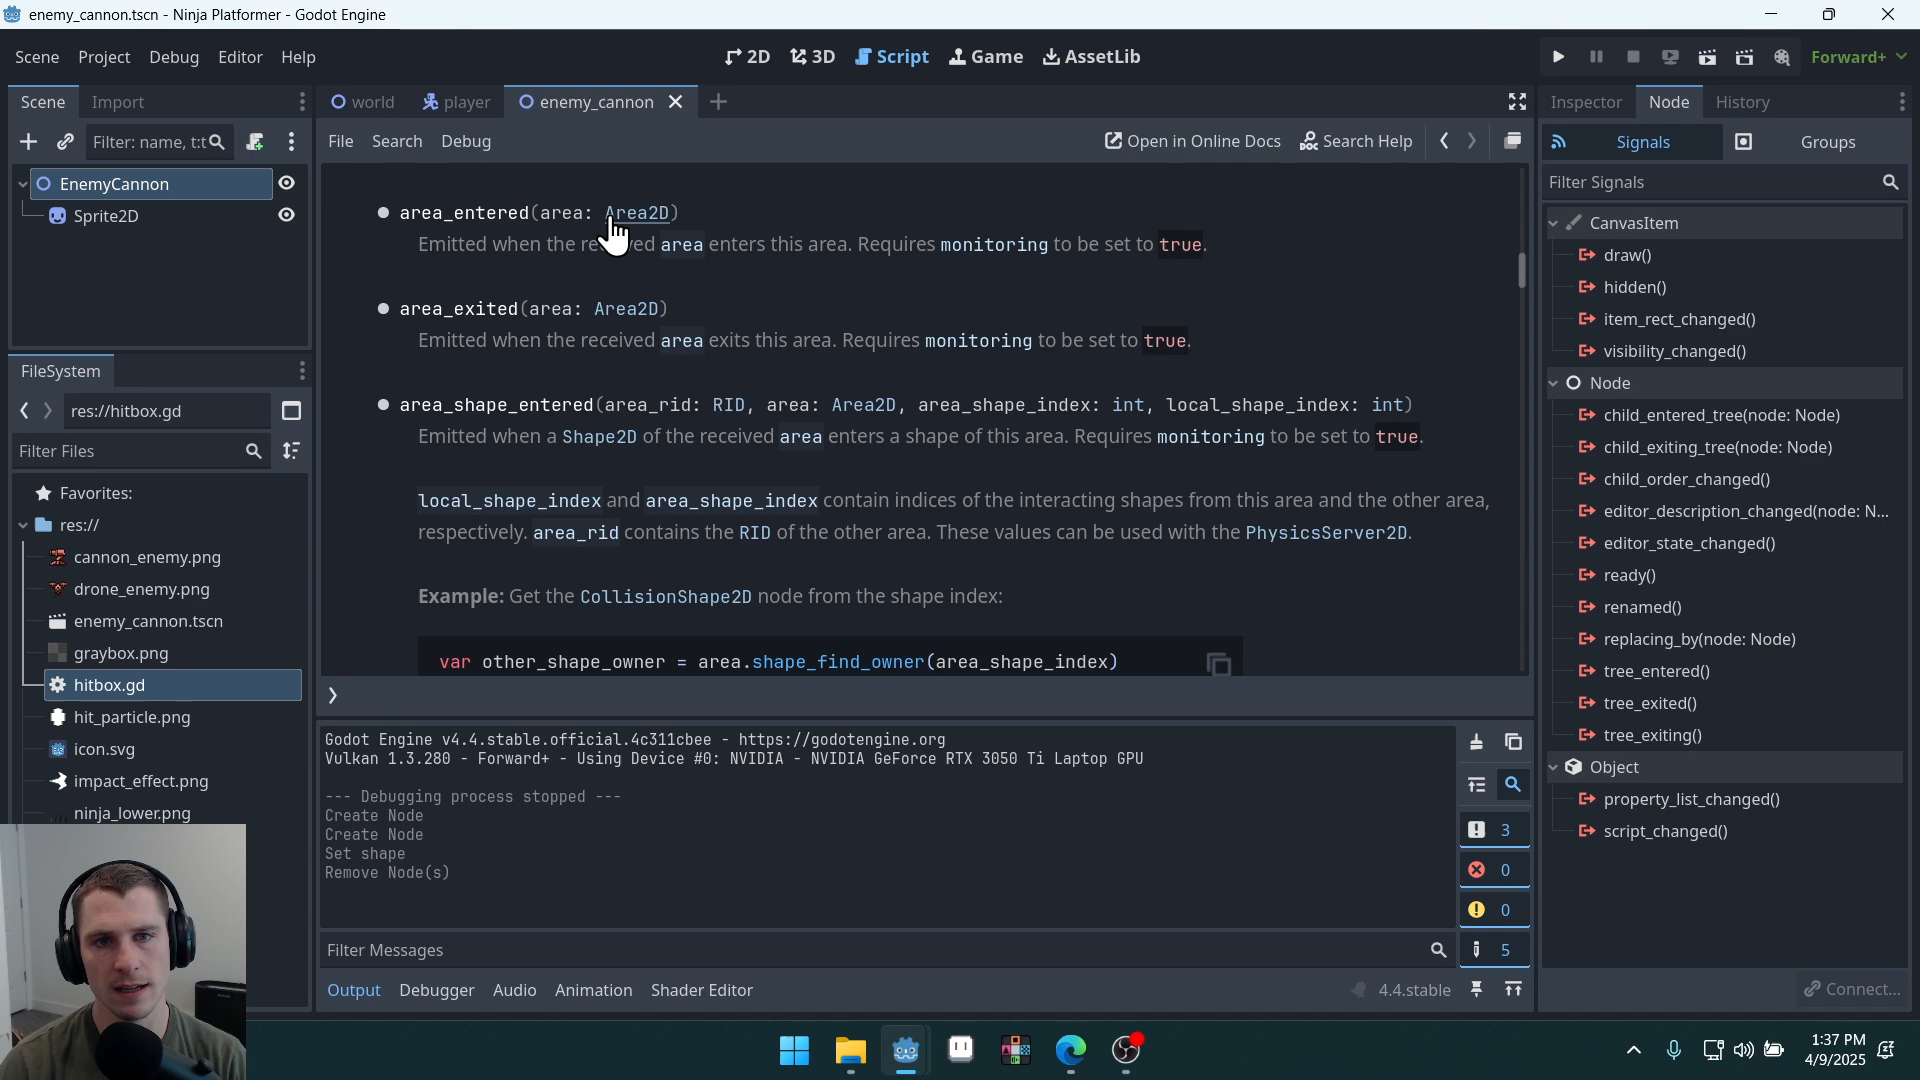 enemy_cannon.tscn - Ninja Platformer - Godot Engine
Scene Project Debug Editor Help
2D 3D Script Game AssetLib
Forward+
Scene Import
world player enemy_cannon
Inspector Node History
Filter: name, t:t
File Search Debug
Open in Online Docs Search Help
Signals Groups
EnemyCannon
Sprite2D
Filter Signals
area_entered(area: Area2D)
Emitted when the received area enters this area. Requires monitoring to be set to true.
area_exited(area: Area2D)
Emitted when the received area exits this area. Requires monitoring to be set to true.
area_shape_entered(area_rid: RID, area: Area2D, area_shape_index: int, local_shape_index: int)
Emitted when a Shape2D of the received area enters a shape of this area. Requires monitoring to be set to true.
local_shape_index and area_shape_index contain indices of the interacting shapes from this area and the other area,
respectively. area_rid contains the RID of the other area. These values can be used with the PhysicsServer2D.
Example: Get the CollisionShape2D node from the shape index:
var other_shape_owner = area.shape_find_owner(area_shape_index)
CanvasItem
draw()
hidden()
item_rect_changed()
visibility_changed()
Node
child_entered_tree(node: Node)
child_exiting_tree(node: Node)
child_order_changed()
editor_description_changed(node: N...
editor_state_changed()
ready()
renamed()
replacing_by(node: Node)
tree_entered()
tree_exited()
tree_exiting()
Object
property_list_changed()
script_changed()
Connect...
FileSystem
res://hitbox.gd
Filter Files
Favorites:
res://
cannon_enemy.png
drone_enemy.png
enemy_cannon.tscn
graybox.png
hitbox.gd
hit_particle.png
icon.svg
impact_effect.png
ninja_lower.png
Godot Engine v4.4.stable.official.4c311cbee - https://godotengine.org
Vulkan 1.3.280 - Forward+ - Using Device #0: NVIDIA - NVIDIA GeForce RTX 3050 Ti Laptop GPU
--- Debugging process stopped ---
Create Node
Create Node
Set shape
Remove Node(s)
3
0
0
5
Filter Messages
Output Debugger Audio Animation Shader Editor
4.4.stable
1:37 PM
4/9/2025